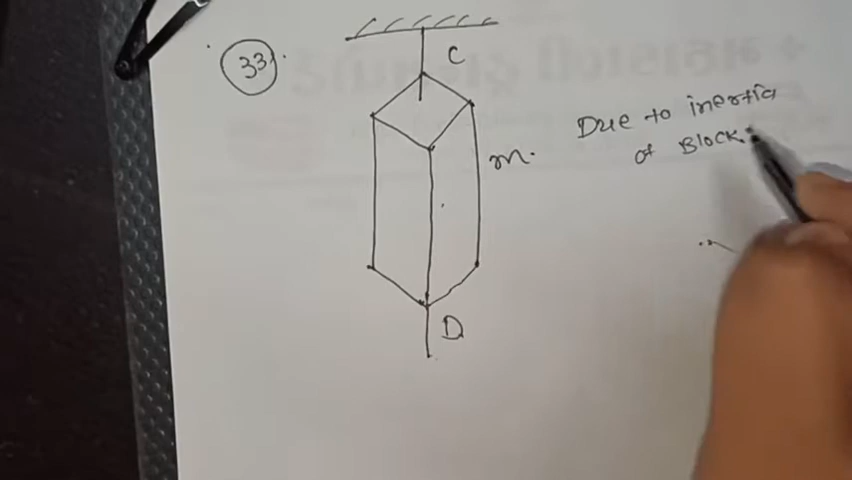 33.
C
m.
Due to inertia
of Block.
D